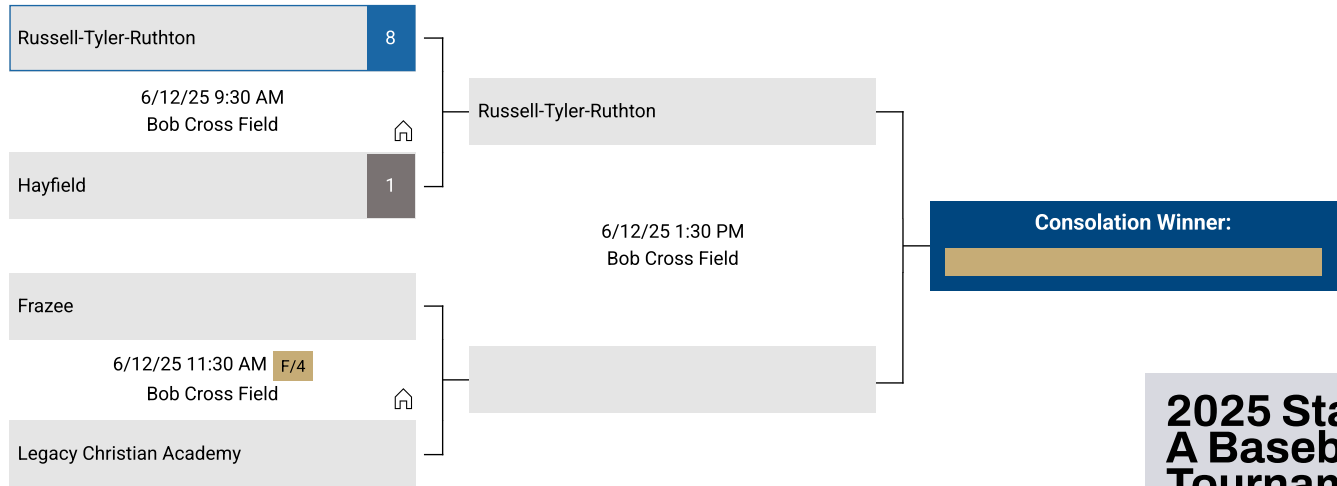 Russell-Tyler-Ruthton 8
6/12/25 9:30 AM
Bob Cross Field
Hayfield 1
Russell-Tyler-Ruthton
6/12/25 1:30 PM
Bob Cross Field
Consolation Winner:
Frazee
6/12/25 11:30 AM F/4
Bob Cross Field
Legacy Christian Academy
2025 Sta
A Baseb
Tournam